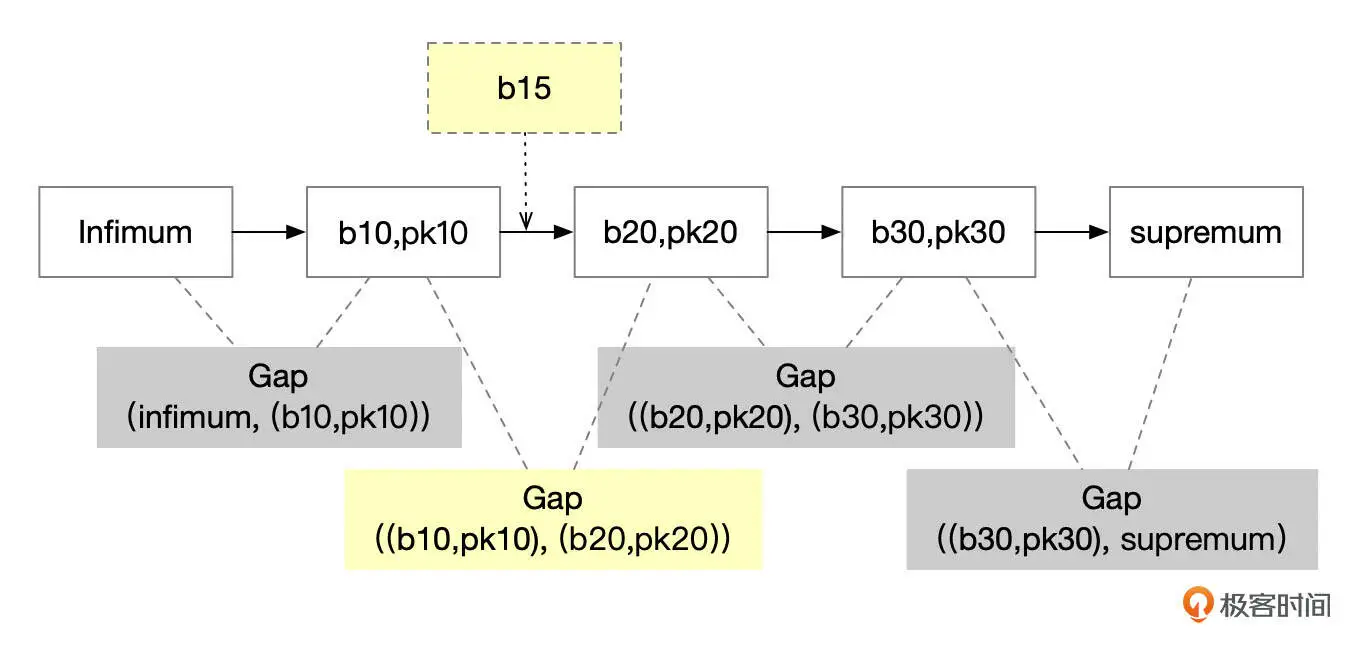 b15
Infimum
b10,pk10
b20,pk20
b30,pk30
supremum
Gap
(infimum, (b10,pk10))
Gap
((b20,pk20), (b30,pk30))
Gap
((b10,pk10), (b20,pk20))
Gap
((b30,pk30), supremum)
极客时间